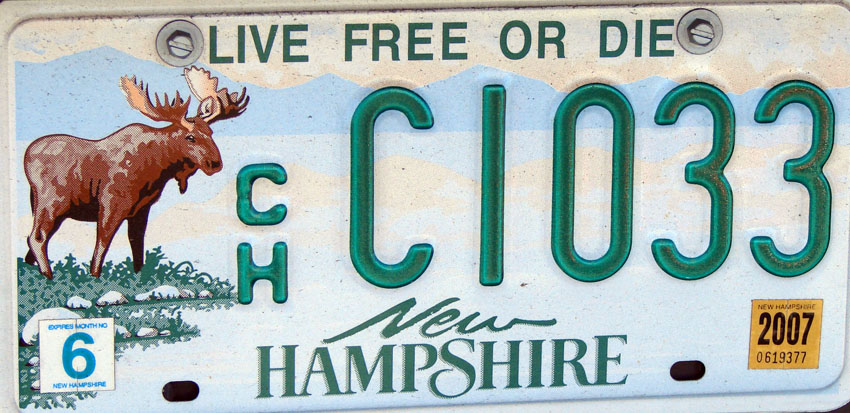 LIVE FREE OR DIE
CH C1033
New
HAMPSHIRE
EXPIRES MONTH NO
6
NEW HAMPSHIRE
NEW HAMPSHIRE
2007
0619377